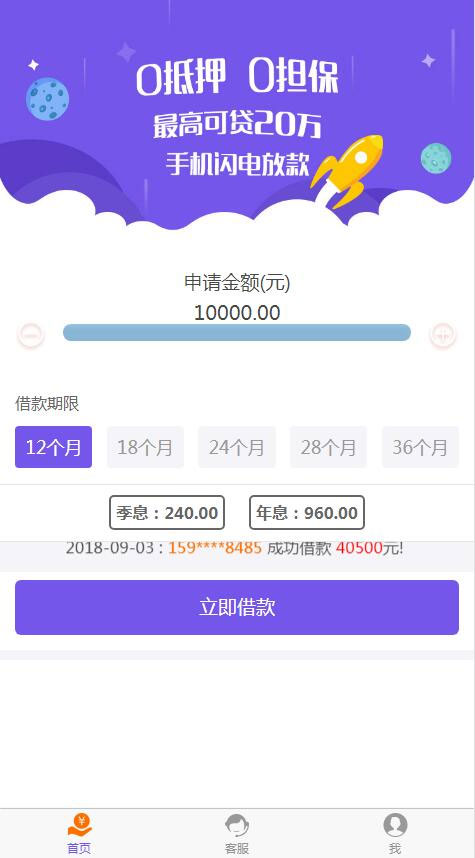 0抵押 0担保
最高可贷20万
手机闪电放款
申请金额(元)
10000.00
借款期限
12个月 18个月 24个月 28个月 36个月
季息：240.00 年息：960.00
2018-09-03 : 159****8485 成功借款 40500元!
立即借款
¥
首页 客服 我